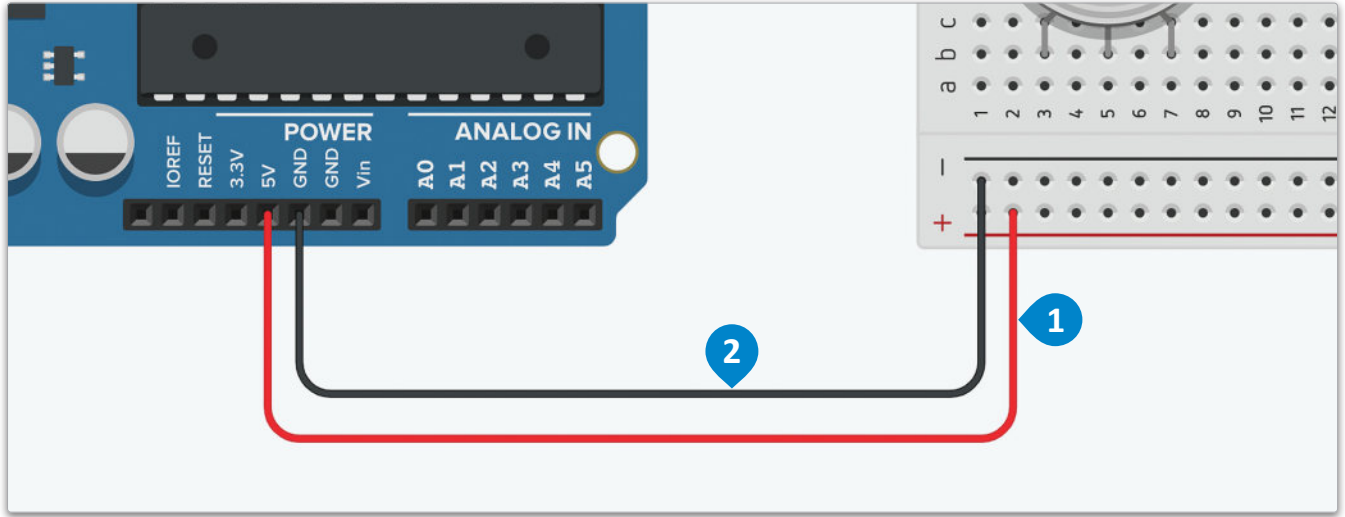 POWER
ANALOG IN
IOREF
RESET
3.3V
5V
GND
GND
Vin
A0
A1
A2
A3
A4
A5
c
b
a
1
2
3
4
5
6
7
8
9
10
11
12
−
+
1
2